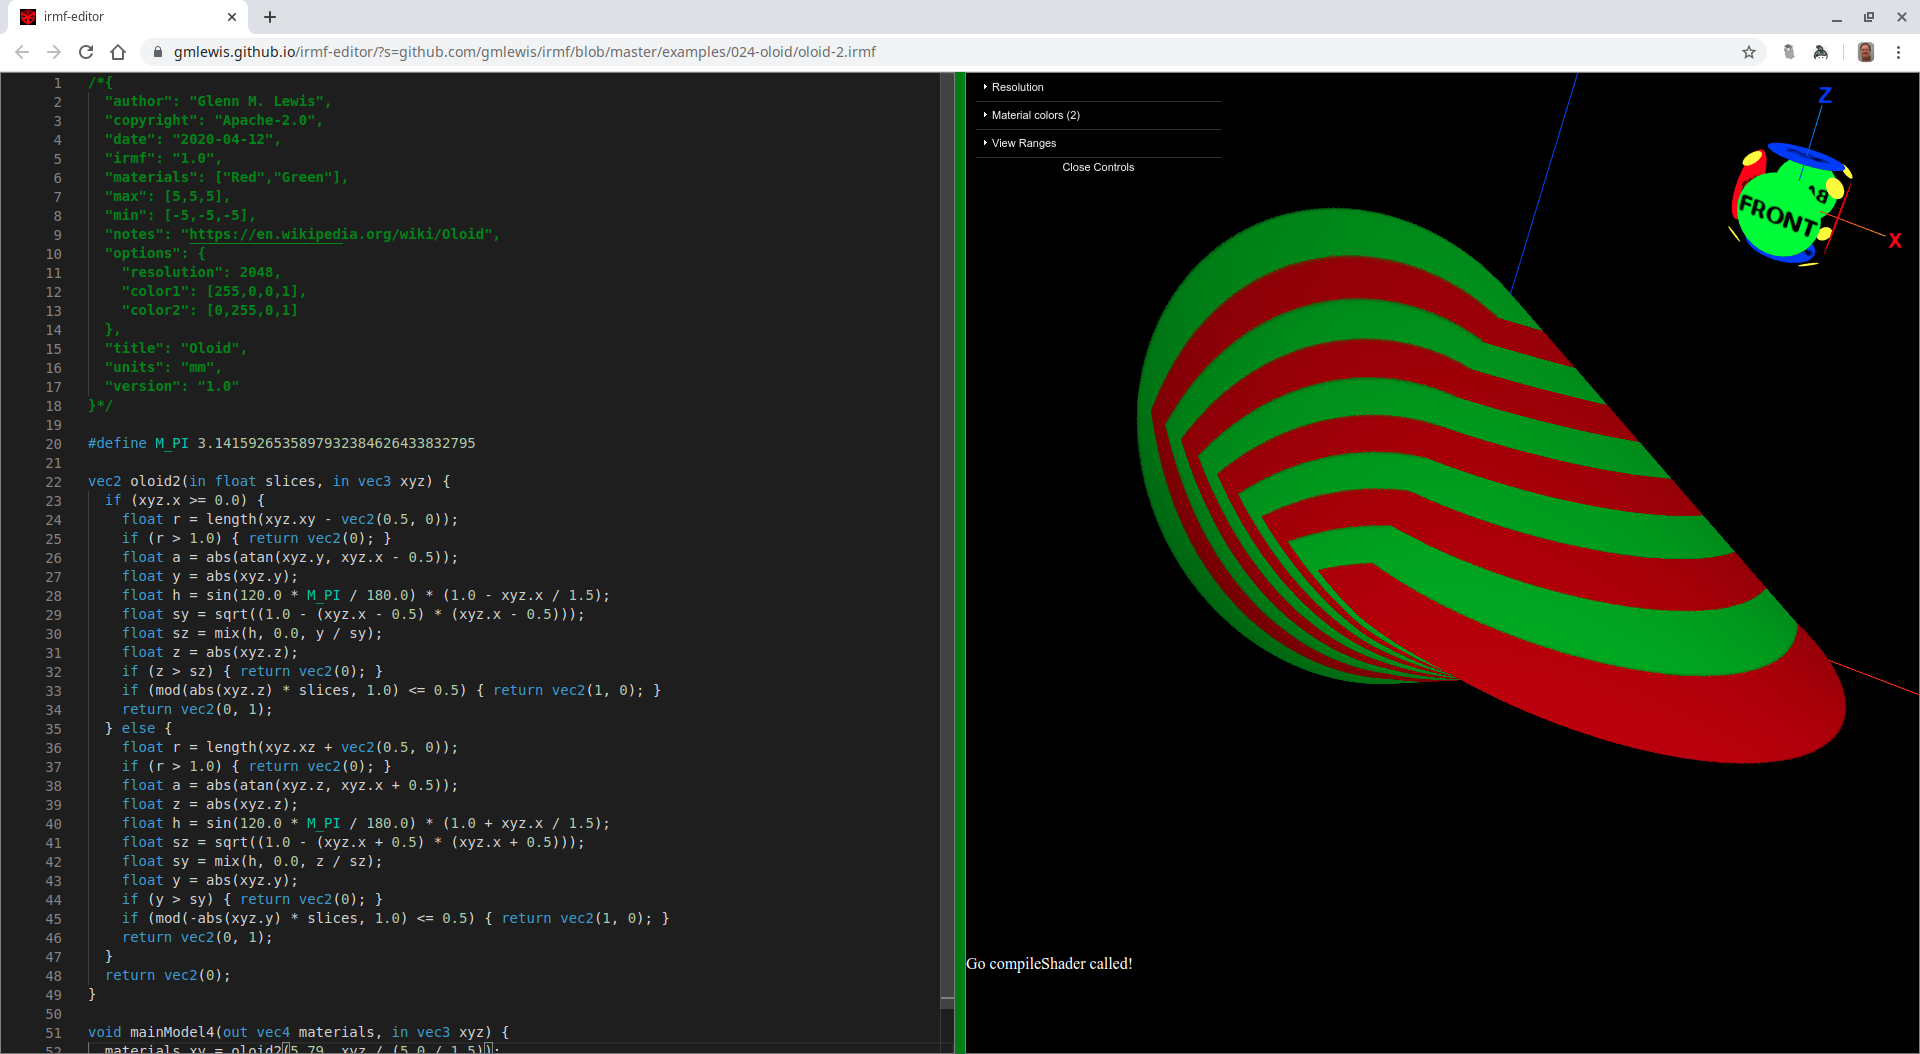 irmf-editor
gmlewis.github.io/irmf-editor/?s=github.com/gmlewis/irmf/blob/master/examples/024-oloid/oloid-2.irmf
1 /*{
2 "author": "Glenn M. Lewis",
3 "copyright": "Apache-2.0",
4 "date": "2020-04-12",
5 "irmf": "1.0",
6 "materials": ["Red","Green"],
7 "max": [5,5,5],
8 "min": [-5,-5,-5],
9 "notes": "https://en.wikipedia.org/wiki/Oloid",
10 "options": {
11 "resolution": 2048,
12 "color1": [255,0,0,1],
13 "color2": [0,255,0,1]
14 },
15 "title": "Oloid",
16 "units": "mm",
17 "version": "1.0"
18 }*/
19
20 #define M_PI 3.1415926535897932384626433832795
21
22 vec2 oloid2(in float slices, in vec3 xyz) {
23 if (xyz.x >= 0.0) {
24 float r = length(xyz.xy - vec2(0.5, 0));
25 if (r > 1.0) { return vec2(0); }
26 float a = abs(atan(xyz.y, xyz.x - 0.5));
27 float y = abs(xyz.y);
28 float h = sin(120.0 * M_PI / 180.0) * (1.0 - xyz.x / 1.5);
29 float sy = sqrt((1.0 - (xyz.x - 0.5) * (xyz.x - 0.5)));
30 float sz = mix(h, 0.0, y / sy);
31 float z = abs(xyz.z);
32 if (z > sz) { return vec2(0); }
33 if (mod(abs(xyz.z) * slices, 1.0) <= 0.5) { return vec2(1, 0); }
34 return vec2(0, 1);
35 } else {
36 float r = length(xyz.xz + vec2(0.5, 0));
37 if (r > 1.0) { return vec2(0); }
38 float a = abs(atan(xyz.z, xyz.x + 0.5));
39 float z = abs(xyz.z);
40 float h = sin(120.0 * M_PI / 180.0) * (1.0 + xyz.x / 1.5);
41 float sz = sqrt((1.0 - (xyz.x + 0.5) * (xyz.x + 0.5)));
42 float sy = mix(h, 0.0, z / sz);
43 float y = abs(xyz.y);
44 if (y > sy) { return vec2(0); }
45 if (mod(-abs(xyz.y) * slices, 1.0) <= 0.5) { return vec2(1, 0); }
46 return vec2(0, 1);
47 }
48 return vec2(0);
49 }
50
51 void mainModel4(out vec4 materials, in vec3 xyz) {
52 materials.xy = oloid2(5.79, xyz / (5.0 / 1.5));
Resolution
Material colors (2)
View Ranges
Close Controls
Z
FRONT
X
Go compileShader called!